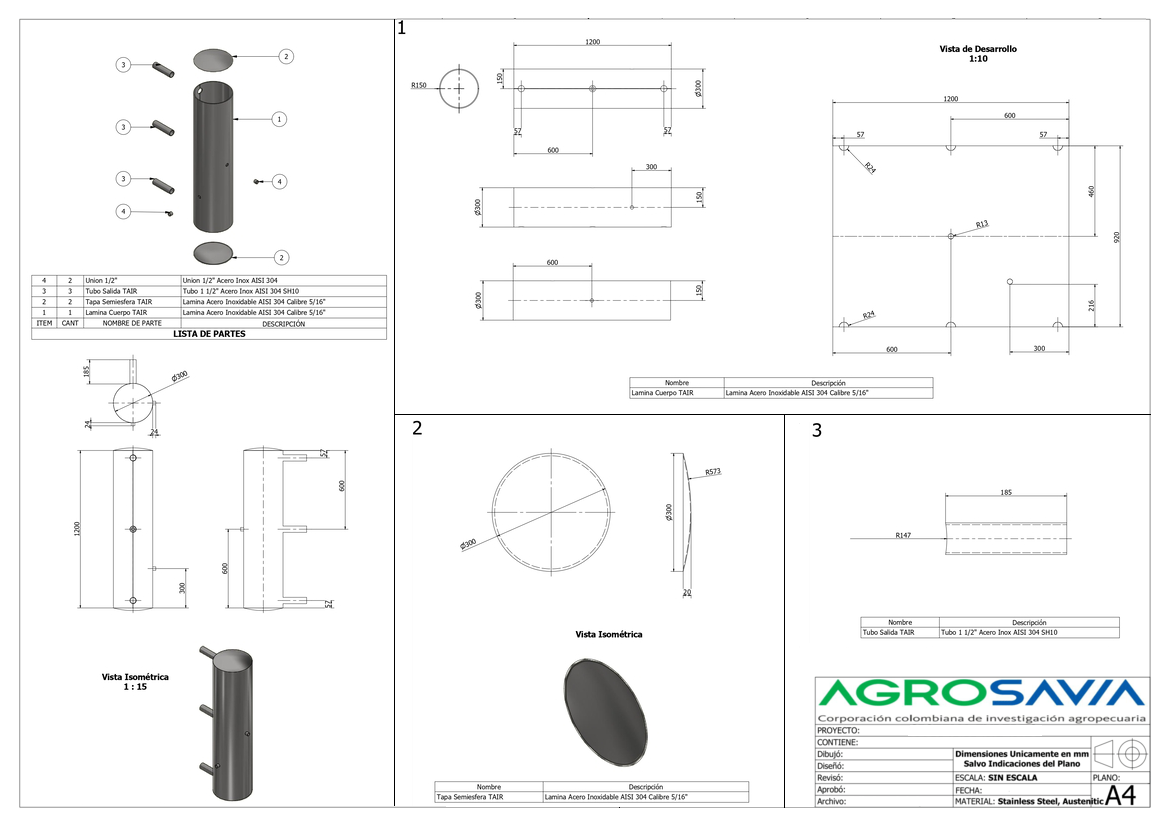 3
2
3
1
3
4
4
2
4 2 Union 1/2" Union 1/2" Acero Inox AISI 304
3 3 Tubo Salida TAIR Tubo 1 1/2" Acero Inox AISI 304 SH10
2 2 Tapa Semiesfera TAIR Lamina Acero Inoxidable AISI 304 Calibre 5/16"
1 1 Lamina Cuerpo TAIR Lamina Acero Inoxidable AISI 304 Calibre 5/16"
ITEM CANT NOMBRE DE PARTE DESCRIPCIÓN
LISTA DE PARTES
185
Ø300
24
24
1200
300
57
600
600
57
Vista Isométrica
1 : 15
1
1200
R150
150
Ø300
57
57
600
300
Ø300
150
600
Ø300
150
Vista de Desarrollo
1:10
1200
600
57
57
R24
460
R13
920
216
R24
600
300
Nombre Descripción
Lamina Cuerpo TAIR Lamina Acero Inoxidable AISI 304 Calibre 5/16"
2
Ø300
Ø300
R573
20
Vista Isométrica
Nombre Descripción
Tapa Semiesfera TAIR Lamina Acero Inoxidable AISI 304 Calibre 5/16"
3
185
R147
Nombre Descripción
Tubo Salida TAIR Tubo 1 1/2" Acero Inox AISI 304 SH10
AGROSAVIA
Corporación colombiana de investigación agropecuaria
PROYECTO:
CONTIENE:
Dibujó:
Diseñó:
Dimensiones Unicamente en mm
Salvo Indicaciones del Plano
Revisó: ESCALA: SIN ESCALA PLANO:
Aprobó: FECHA:
Archivo: MATERIAL: Stainless Steel, Austenitic A4